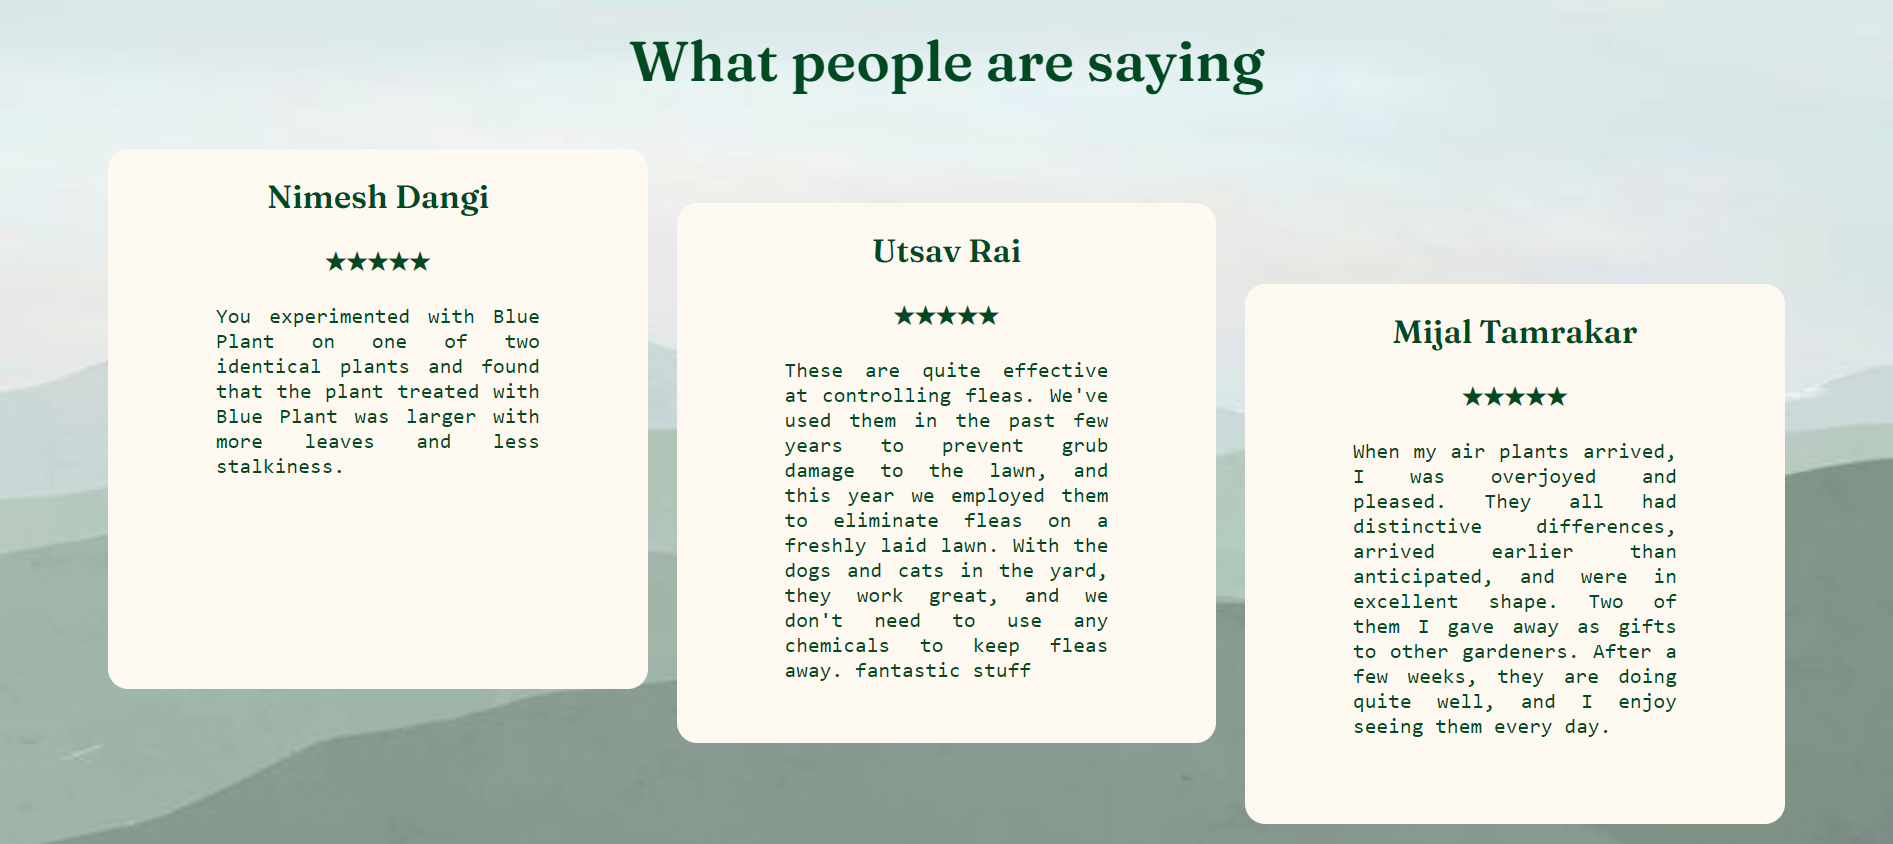 What people are saying
Nimesh Dangi
★★★★★
You experimented with Blue
Plant on one of two
identical plants and found
that the plant treated with
Blue Plant was larger with
more leaves and less
stalkiness.
Utsav Rai
★★★★★
These are quite effective
at controlling fleas. We've
used them in the past few
years to prevent grub
damage to the lawn, and
this year we employed them
to eliminate fleas on a
freshly laid lawn. With the
dogs and cats in the yard,
they work great, and we
don't need to use any
chemicals to keep fleas
away. fantastic stuff
Mijal Tamrakar
★★★★★
When my air plants arrived,
I was overjoyed and
pleased. They all had
distinctive differences,
arrived earlier than
anticipated, and were in
excellent shape. Two of
them I gave away as gifts
to other gardeners. After a
few weeks, they are doing
quite well, and I enjoy
seeing them every day.